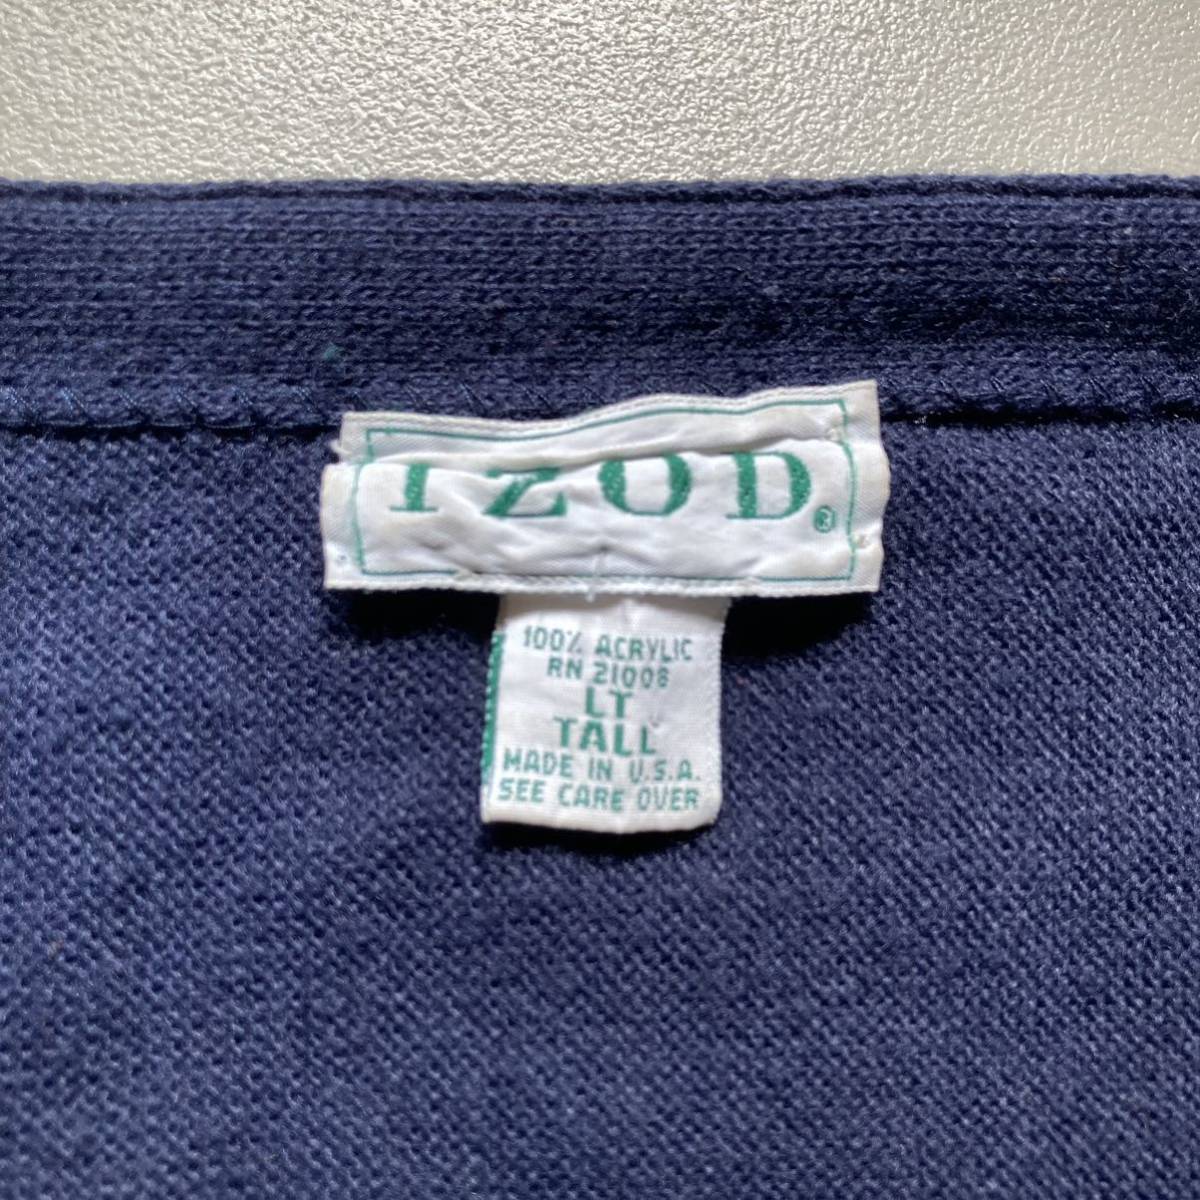 IZOD®
100% ACRYLIC
RN 21008
LT
TALL
MADE IN U.S.A.
SEE CARE OVER